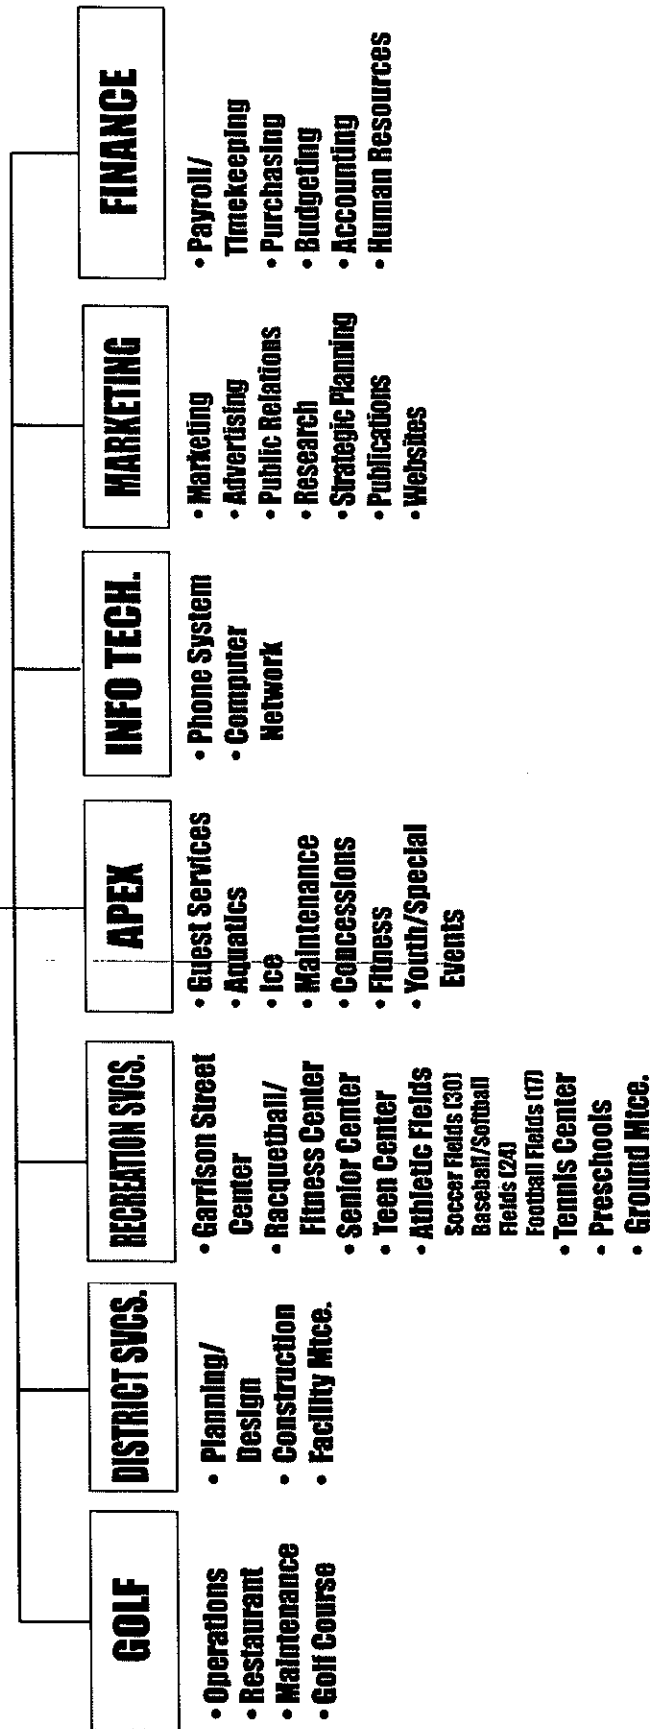 GOLF
• Operations
• Restaurant
• Maintenance
• Golf Course
DISTRICT SVCS.
• Planning/
Design
• Construction
• Facility Mtce.
RECREATION SVCS.
• Garrison Street
Center
• Racquetball/
Fitness Center
• Senior Center
• Teen Center
• Athletic Fields
Soccer Fields (30)
Baseball/Softball
Fields (24)
Football Fields (17)
• Tennis Center
• Preschools
• Ground Mtce.
APEX
• Guest Services
• Aquatics
• Ice
• Maintenance
• Concessions
• Fitness
• Youth/Special
Events
INFO TECH.
• Phone System
• Computer
Network
MARKETING
• Marketing
• Advertising
• Public Relations
• Research
• Strategic Planning
• Publications
• Websites
FINANCE
• Payroll/
Timekeeping
• Purchasing
• Budgeting
• Accounting
• Human Resources